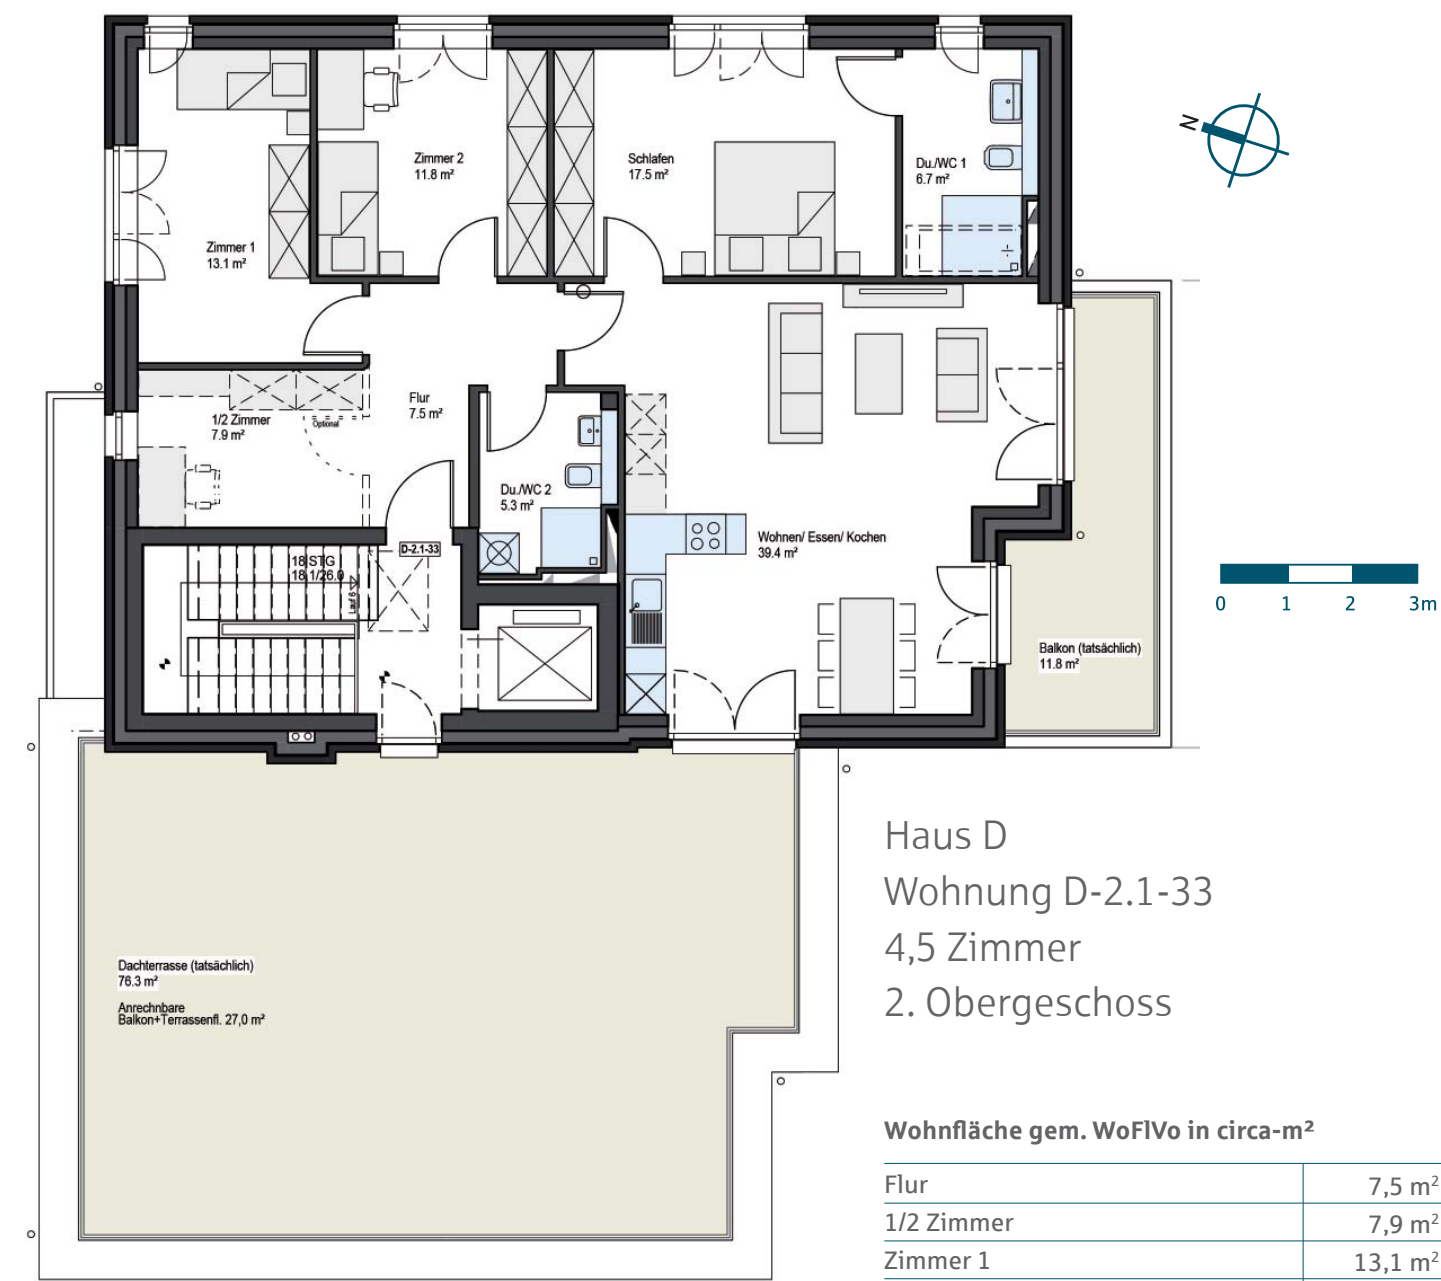 N
Zimmer 2
11.8 m²
Schlafen
17.5 m²
Du./WC 1
6.7 m²
Zimmer 1
13.1 m²
Flur
7.5 m²
1/2 Zimmer
7.9 m²
Optional
Du./WC 2
5.3 m²
D-2.1-33
18 STG
18.1/26.0
Lauf 6
Wohnen/ Essen/ Kochen
39.4 m²
0 1 2 3m
Balkon (tatsächlich)
11.8 m²
Dachterrasse (tatsächlich)
76.3 m²
Anrechnbare
Balkon+Terrassenfl. 27,0 m²
Haus D
Wohnung D-2.1-33
4,5 Zimmer
2. Obergeschoss
Wohnfläche gem. WoFlVo in circa-m²
Flur 7,5 m²
1/2 Zimmer 7,9 m²
Zimmer 1 13,1 m²